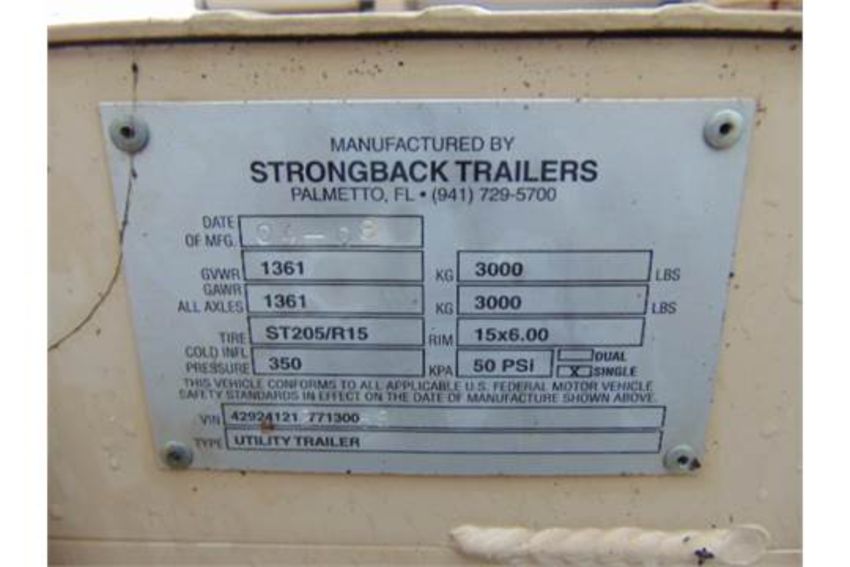 MANUFACTURED BY
STRONGBACK TRAILERS
PALMETTO, FL • (941) 729-5700
DATE OF MFG.
GVWR 1361 KG 3000 LBS
GAWR ALL AXLES 1361 KG 3000 LBS
TIRE ST205/R15 RIM 15x6.00
COLD INFL PRESSURE 350 KPA 50 PSI DUAL
X SINGLE
THIS VEHICLE CONFORMS TO ALL APPLICABLE U.S. FEDERAL MOTOR VEHICLE
SAFETY STANDARDS IN EFFECT ON THE DATE OF MANUFACTURE SHOWN ABOVE.
VIN 42924121 771300
TYPE UTILITY TRAILER